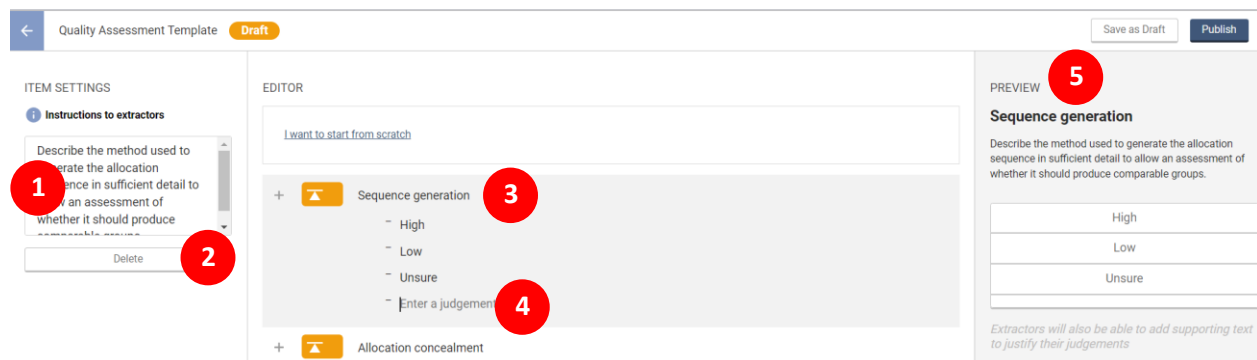 Quality Assessment Template Draft Save as Draft Publish
ITEM SETTINGS
Instructions to extractors
Describe the method used to
the allocation
in sufficient detail to
an assessment of
whether it should produce
comparable groups
Delete
1
2
EDITOR
I want to start from scratch
Sequence generation
3
High
Low
Unsure
Enter a judgement
4
Allocation concealment
5
PREVIEW
Sequence generation
Describe the method used to generate the allocation
sequence in sufficient detail to allow an assessment of
whether it should produce comparable groups.
High
Low
Unsure
Extractors will also be able to add supporting text
to justify their judgements